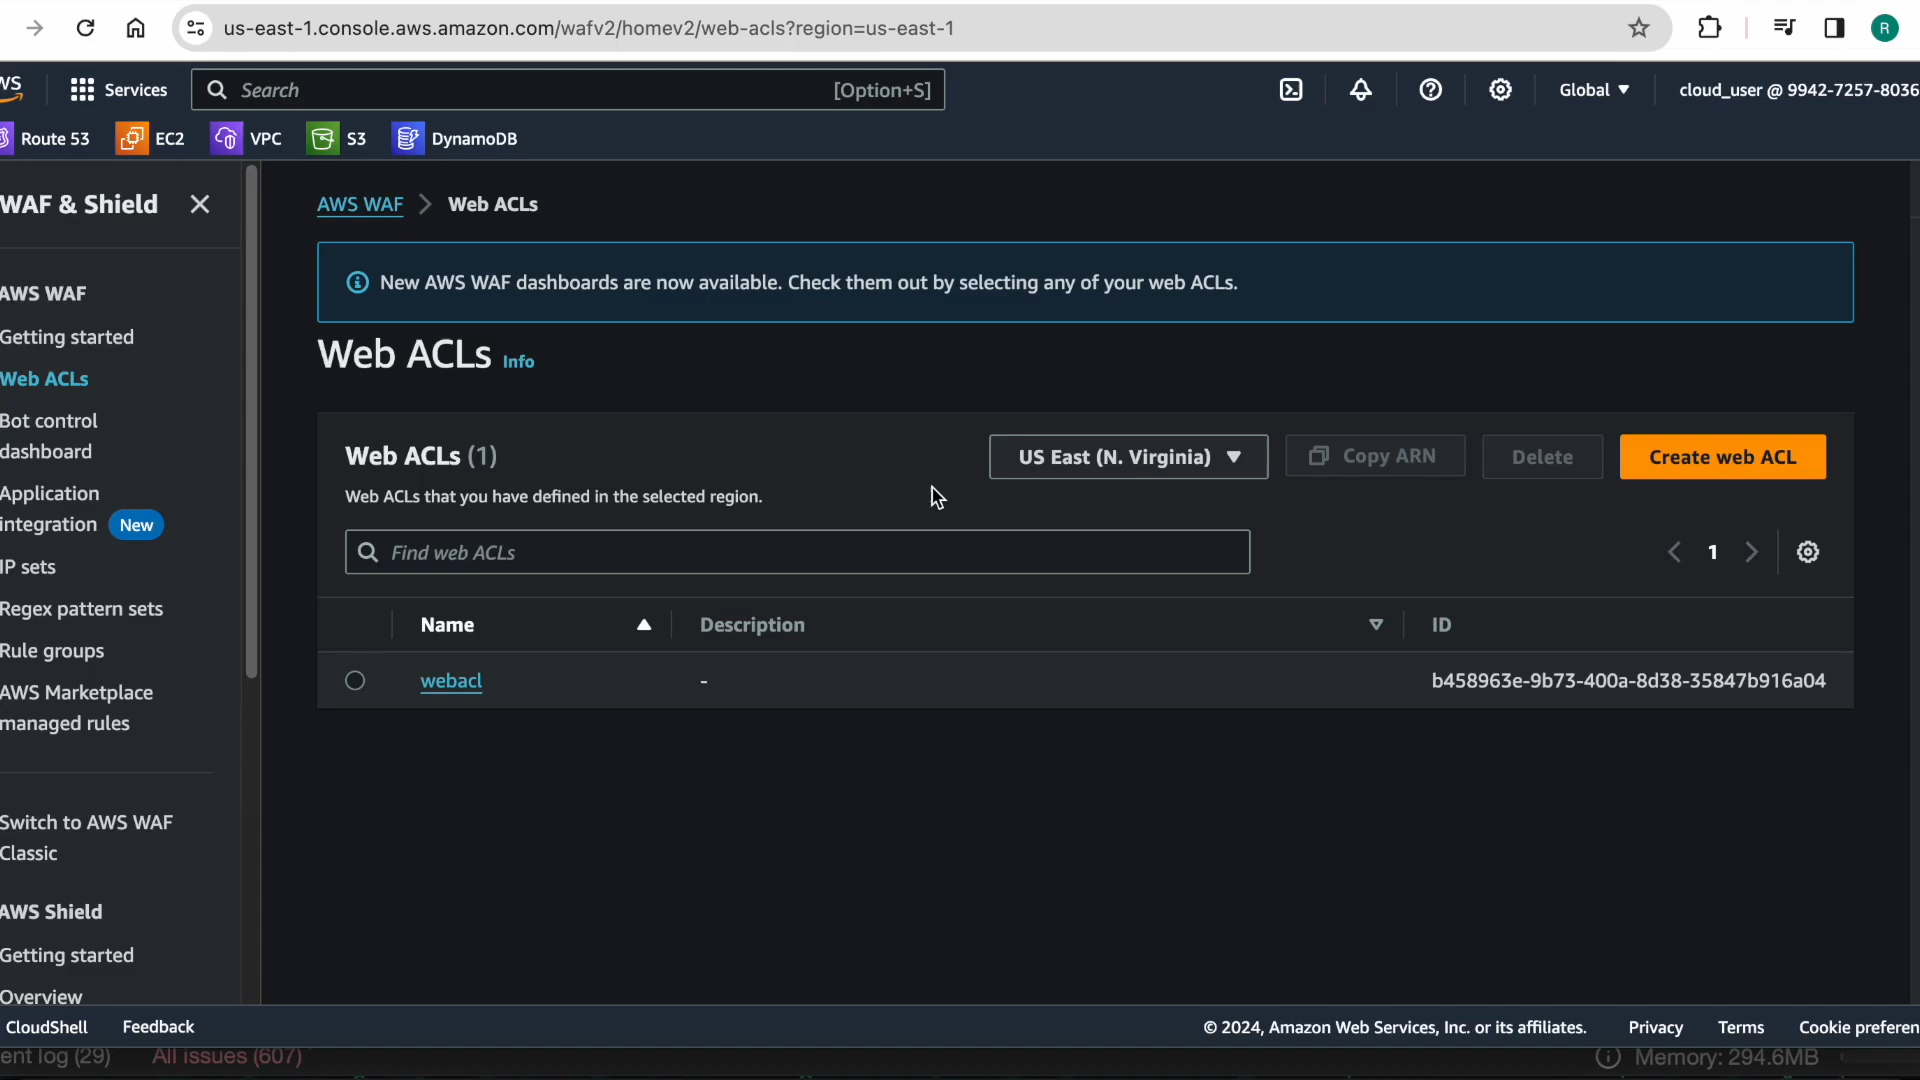 us-east-1.console.aws.amazon.com/wafv2/homev2/web-acls?region=us-east-1
R
WS
Services
Search
[Option+S]
Global
cloud_user @ 9942-7257-8036
Route 53
EC2
VPC
S3
DynamoDB
WAF & Shield
AWS WAF
Getting started
Web ACLs
Bot control
dashboard
Application
integration New
IP sets
Regex pattern sets
Rule groups
AWS Marketplace
managed rules
Switch to AWS WAF
Classic
AWS Shield
Getting started
Overview
AWS WAF > Web ACLs
New AWS WAF dashboards are now available. Check them out by selecting any of your web ACLs.
Web ACLs Info
Web ACLs (1)
US East (N. Virginia)
Copy ARN
Delete
Create web ACL
Web ACLs that you have defined in the selected region.
Find web ACLs
1
Name
Description
ID
webacl
-
b458963e-9b73-400a-8d38-35847b916a04
CloudShell
Feedback
© 2024, Amazon Web Services, Inc. or its affiliates.
Privacy
Terms
Cookie preferen
ent log (29)
All issues (607)
Memory: 294.6MB